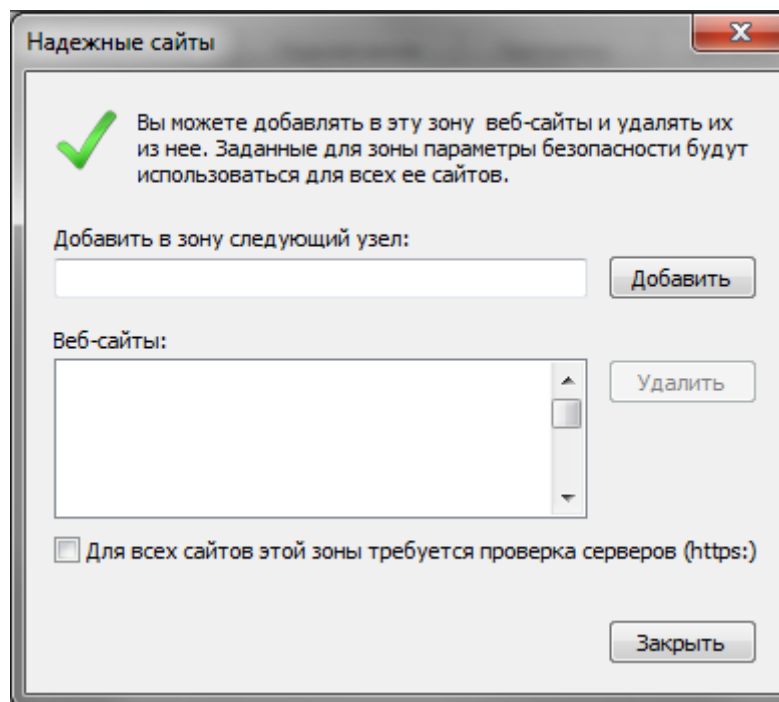 Надежные сайты
Вы можете добавлять в эту зону веб-сайты и удалять их
из нее. Заданные для зоны параметры безопасности будут
использоваться для всех ее сайтов.
Добавить в зону следующий узел:
Добавить
Веб-сайты:
Удалить
Для всех сайтов этой зоны требуется проверка серверов (https:)
Закрыть